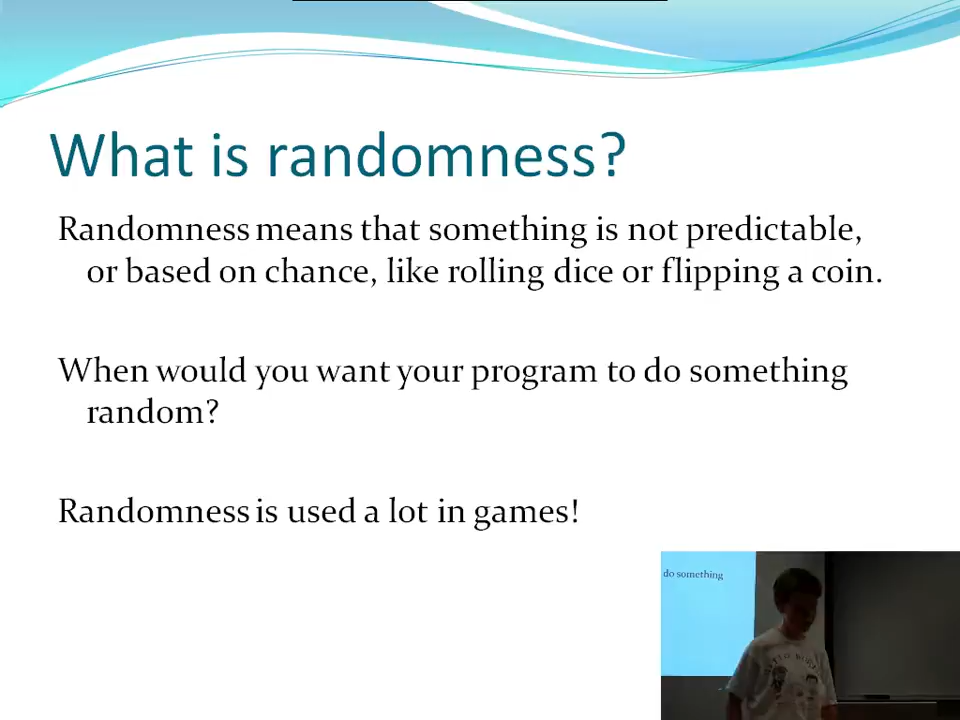 What is randomness?
Randomness means that something is not predictable,
or based on chance, like rolling dice or flipping a coin.
When would you want your program to do something
random?
Randomness is used a lot in games!
do something